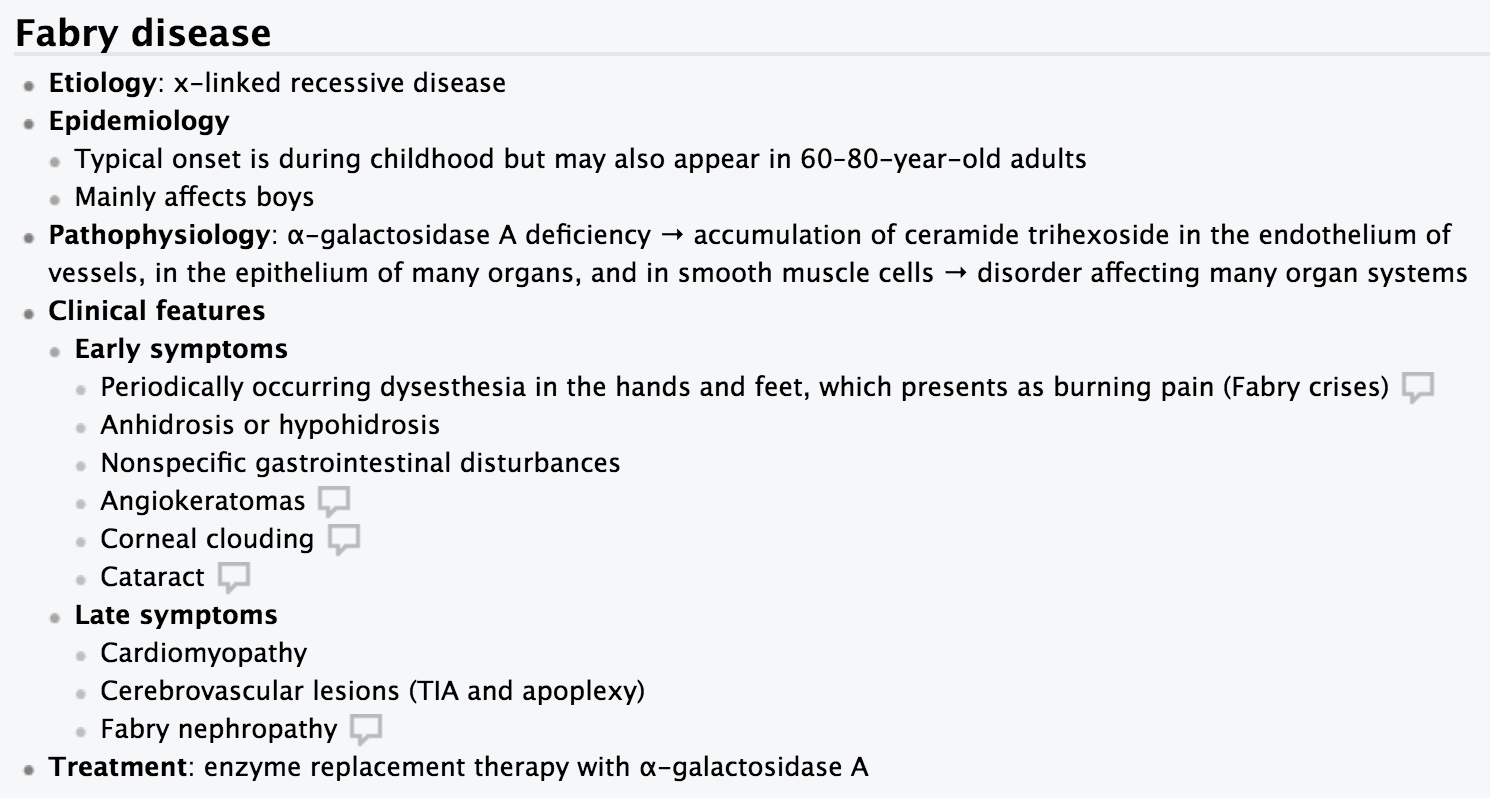 Fabry disease
Etiology: x-linked recessive disease
Epidemiology
Typical onset is during childhood but may also appear in 60-80-year-old adults
Mainly affects boys
Pathophysiology: α-galactosidase A deficiency → accumulation of ceramide trihexoside in the endothelium of
vessels, in the epithelium of many organs, and in smooth muscle cells → disorder affecting many organ systems
Clinical features
Early symptoms
Periodically occurring dysesthesia in the hands and feet, which presents as burning pain (Fabry crises)
Anhidrosis or hypohidrosis
Nonspecific gastrointestinal disturbances
Angiokeratomas
Corneal clouding
Cataract
Late symptoms
Cardiomyopathy
Cerebrovascular lesions (TIA and apoplexy)
Fabry nephropathy
Treatment: enzyme replacement therapy with α-galactosidase A